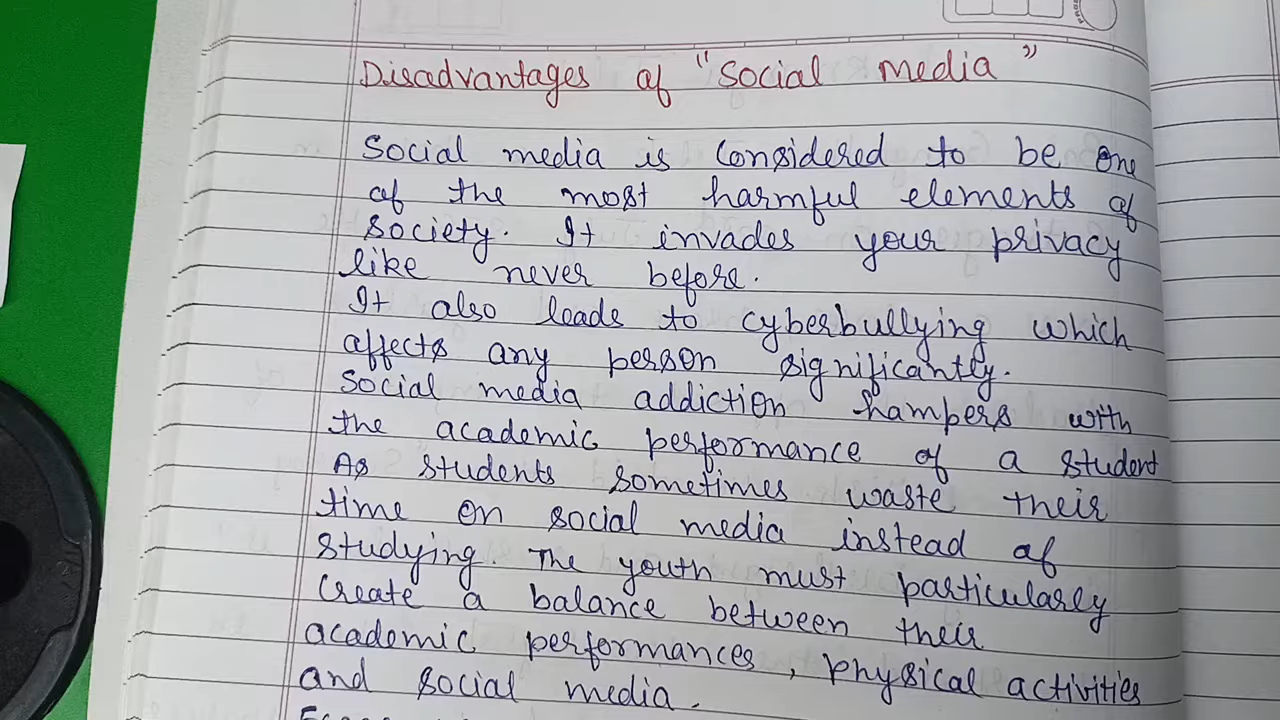 Disadvantages of "Social media"
Social media is considered to be one
of the most harmful elements of
society. It invades your privacy
like never before.
It also leads to cyberbullying which
affects any person significantly.
Social media addiction hampers with
the academic performance of a student
As students sometimes waste their
time on social media instead of
studying. The youth must particularly
create a balance between their
academic performances, physical activities
and social media.